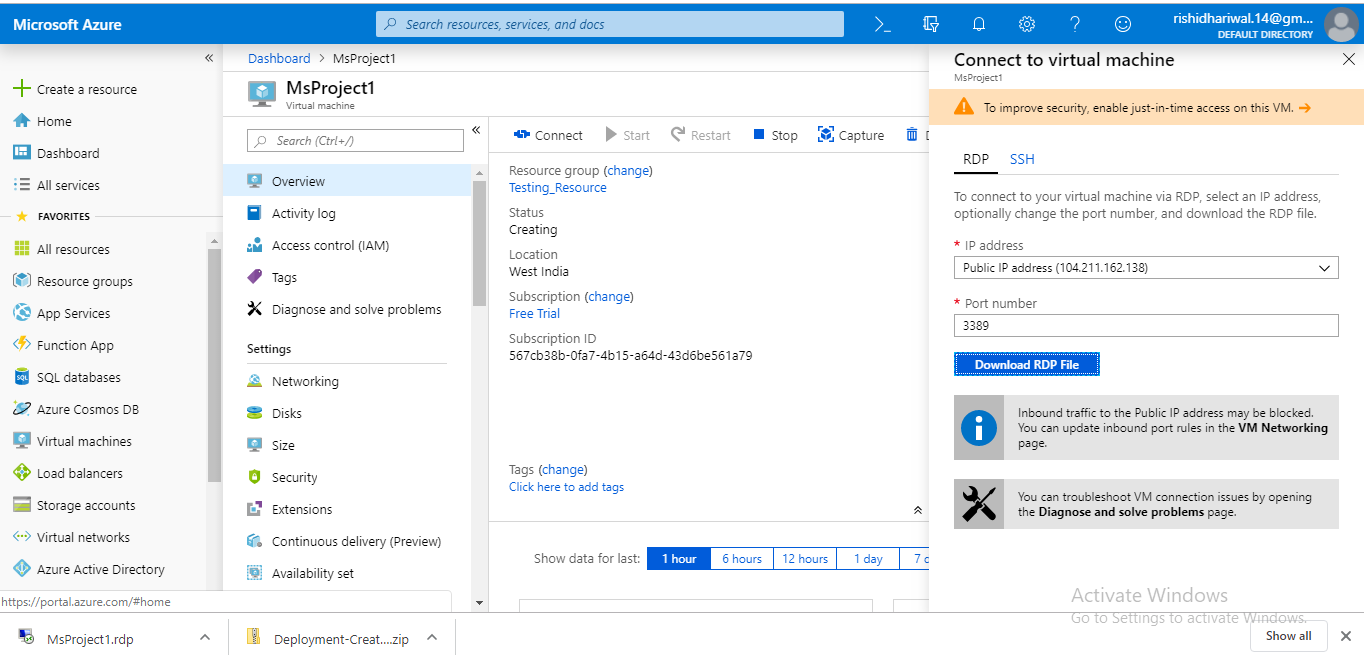 Microsoft Azure
Search resources, services, and docs
rishidhariwal.14@gm...
DEFAULT DIRECTORY
«
Create a resource
Home
Dashboard
All services
FAVORITES
All resources
Resource groups
App Services
Function App
SQL databases
Azure Cosmos DB
Virtual machines
Load balancers
Storage accounts
Virtual networks
Azure Active Directory
https://portal.azure.com/#home
Dashboard > MsProject1
MsProject1
Virtual machine
Search (Ctrl+/)
«
Overview
Activity log
Access control (IAM)
Tags
Diagnose and solve problems
Settings
Networking
Disks
Size
Security
Extensions
Continuous delivery (Preview)
Availability set
Connect Start Restart Stop Capture D
Resource group (change)
Testing_Resource
Status
Creating
Location
West India
Subscription (change)
Free Trial
Subscription ID
567cb38b-0fa7-4b15-a64d-43d6be561a79
Tags (change)
Click here to add tags
Show data for last: 1 hour 6 hours 12 hours 1 day 7 d
Connect to virtual machine
MsProject1
To improve security, enable just-in-time access on this VM. →
RDP SSH
To connect to your virtual machine via RDP, select an IP address,
optionally change the port number, and download the RDP file.
* IP address
Public IP address (104.211.162.138)
* Port number
3389
Download RDP File
Inbound traffic to the Public IP address may be blocked.
You can update inbound port rules in the VM Networking
page.
You can troubleshoot VM connection issues by opening
the Diagnose and solve problems page.
Activate Windows
Go to Settings to activate Windows.
MsProject1.rdp
Deployment-Creat....zip
Show all